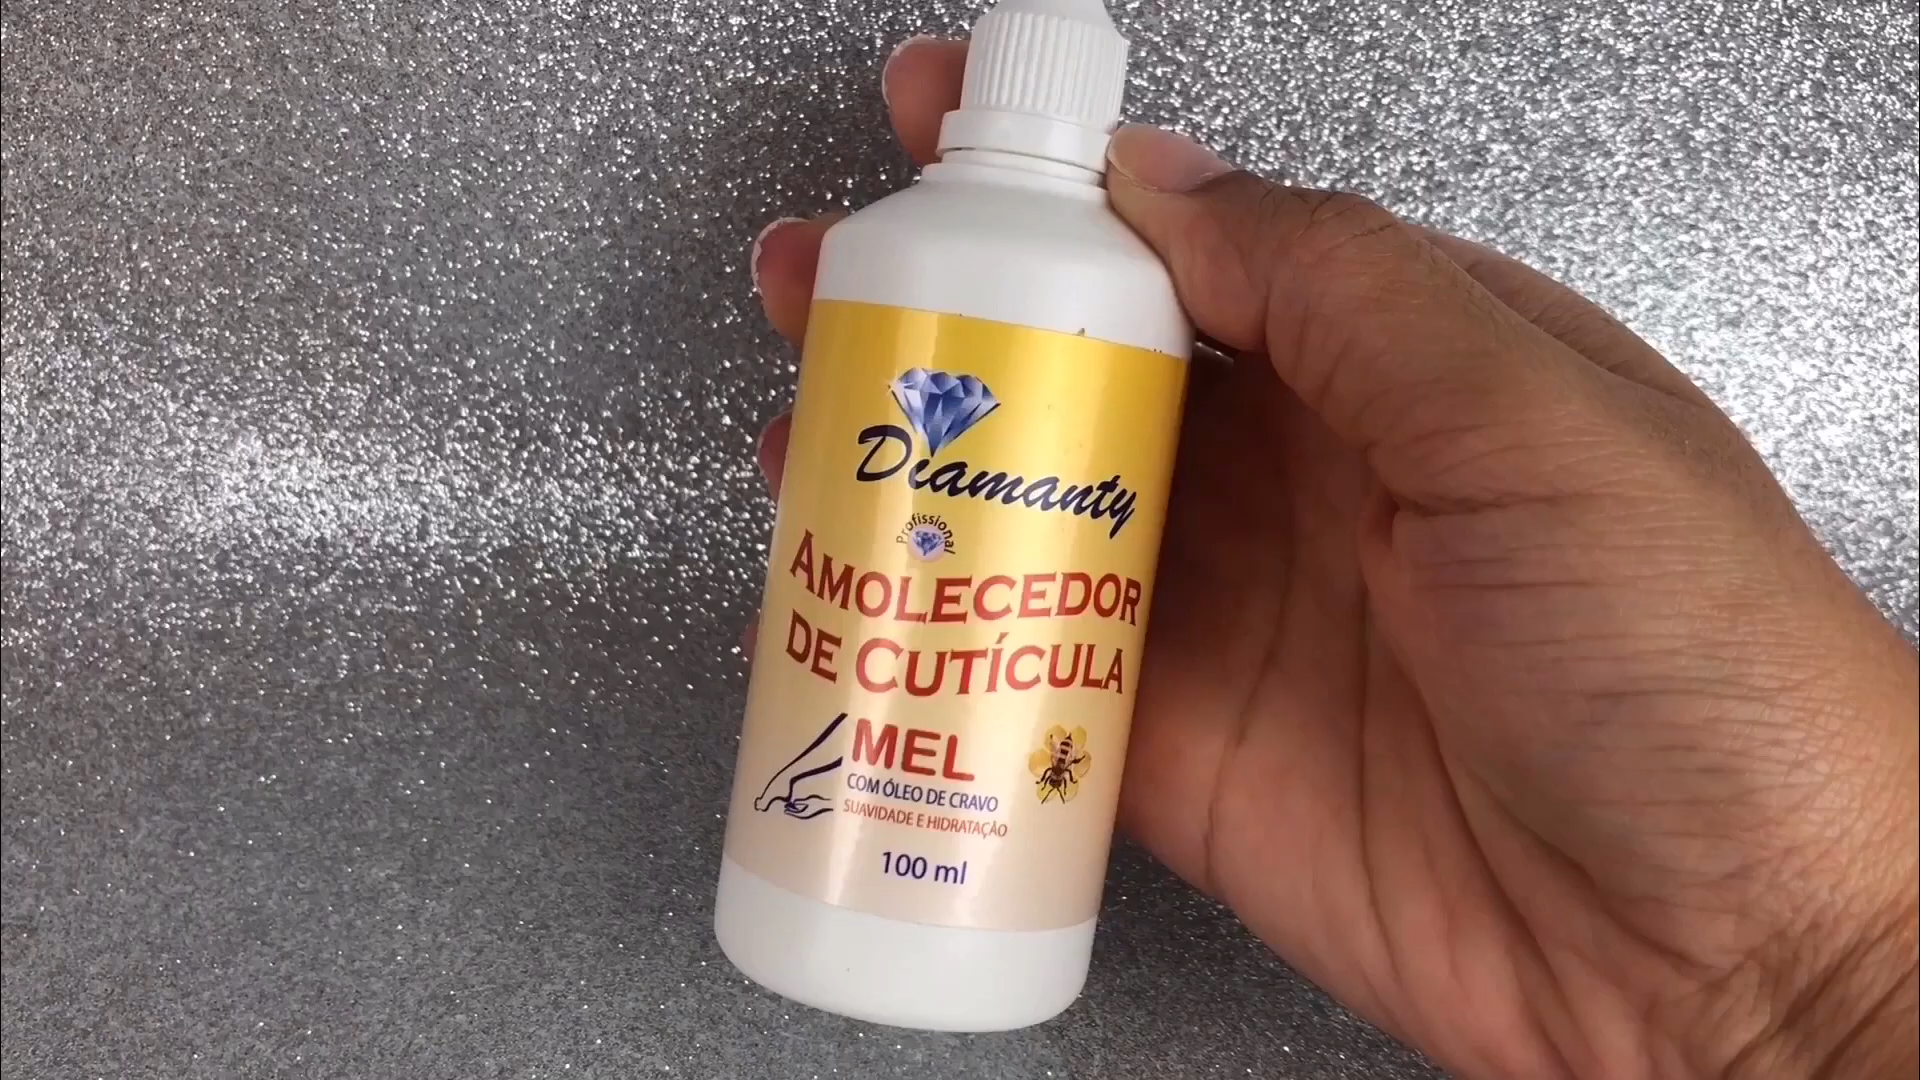 Diamanty
Profissional
AMOLECEDOR
DE CUTÍCULA
MEL
COM ÓLEO DE CRAVO
SUAVIDADE E HIDRATAÇÃO
100 ml